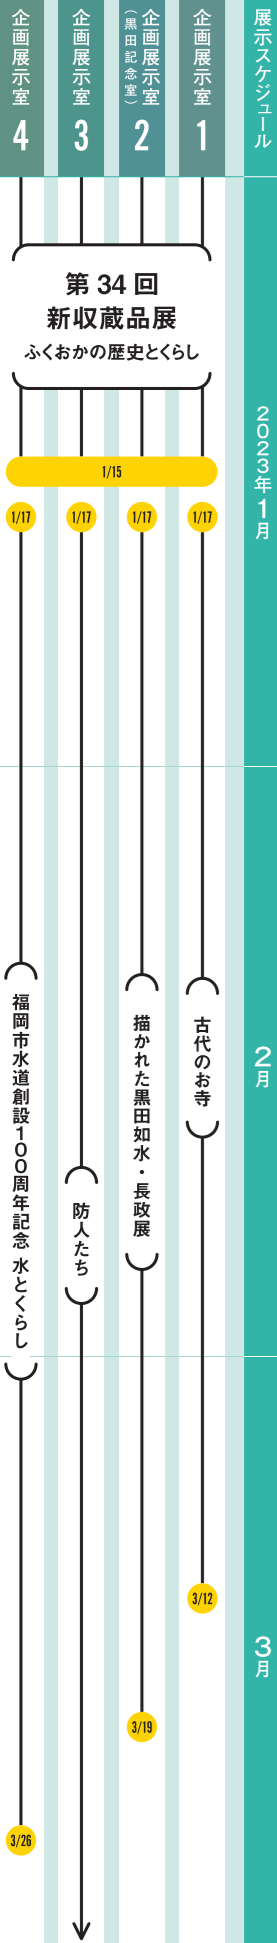 展示スケジュール
企画展示室
1
企画展示室
（黒田記念室）
2
企画展示室
3
企画展示室
4
第 34 回
新収蔵品展
ふくおかの歴史とくらし
2023年1月
1/15
1/17
1/17
1/17
1/17
2月
古代のお寺
描かれた黒田如水・長政展
防人たち
福岡市水道創設100周年記念 水とくらし
3月
3/12
3/19
3/26